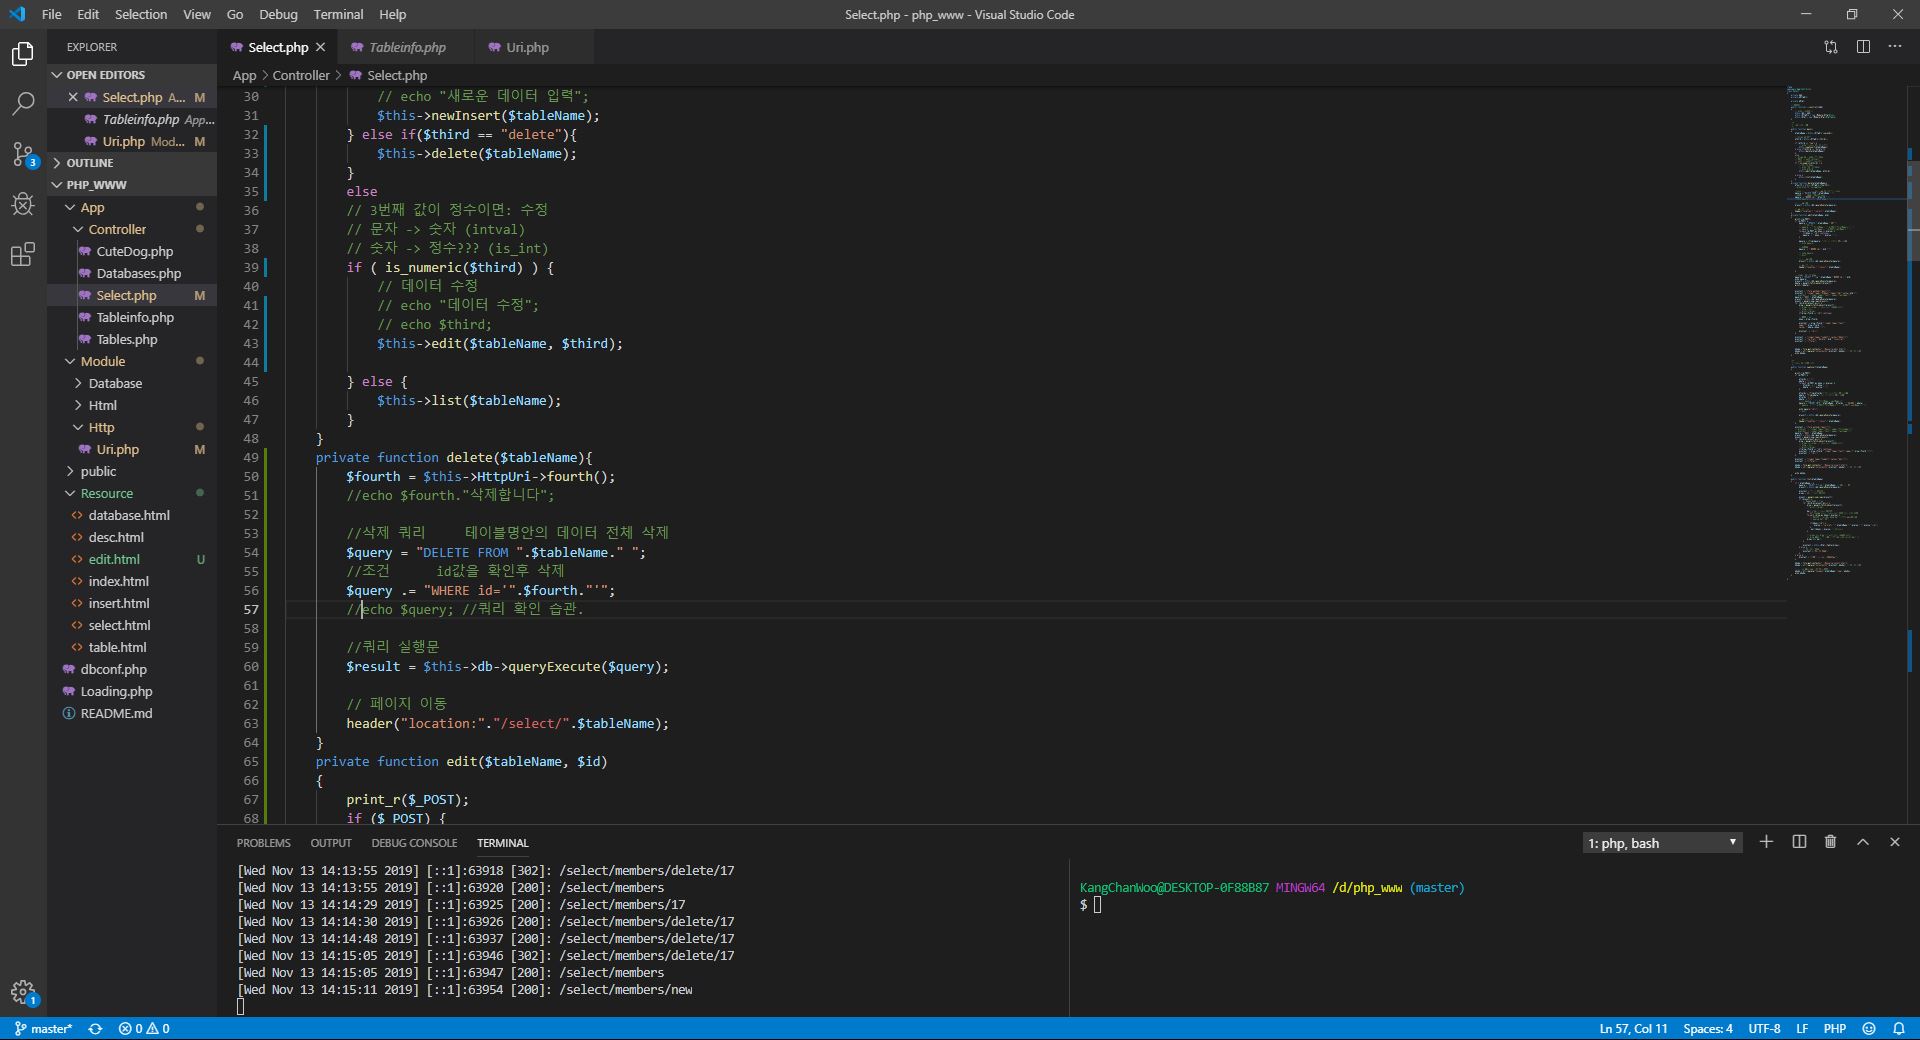 File Edit Selection View Go Debug Terminal Help
Select.php - php_www - Visual Studio Code
EXPLORER
OPEN EDITORS
Select.php A... M
Tableinfo.php App...
Uri.php Mod... M
OUTLINE
PHP_WWW
App
Controller
CuteDog.php
Databases.php
Select.php M
Tableinfo.php
Tables.php
Module
Database
Html
Http
Uri.php M
public
Resource
database.html
desc.html
edit.html U
index.html
insert.html
select.html
table.html
dbconf.php
Loading.php
README.md
3
1
Select.php Tableinfo.php Uri.php
App > Controller > Select.php
30 // echo "새로운 데이터 입력";
31 $this->newInsert($tableName);
32 } else if($third == "delete"){
33 $this->delete($tableName);
34 }
35 else
36 // 3번째 값이 정수이면: 수정
37 // 문자 -> 숫자 (intval)
38 // 숫자 -> 정수??? (is_int)
39 if ( is_numeric($third) ) {
40 // 데이터 수정
41 // echo "데이터 수정";
42 // echo $third;
43 $this->edit($tableName, $third);
44
45 } else {
46 $this->list($tableName);
47 }
48 }
49 private function delete($tableName){
50 $fourth = $this->HttpUri->fourth();
51 //echo $fourth."삭제합니다";
52
53 //삭제 쿼리 테이블명안의 데이터 전체 삭제
54 $query = "DELETE FROM ".$tableName." ";
55 //조건 id값을 확인후 삭제
56 $query .= "WHERE id='".$fourth."'";
57 //echo $query; //쿼리 확인 습관.
58
59 //쿼리 실행문
60 $result = $this->db->queryExecute($query);
61
62 // 페이지 이동
63 header("location:"."/select/".$tableName);
64 }
65 private function edit($tableName, $id)
66 {
67 print_r($_POST);
68 if ($_POST) {
PROBLEMS OUTPUT DEBUG CONSOLE TERMINAL
1: php, bash
[Wed Nov 13 14:13:55 2019] [::1]:63918 [302]: /select/members/delete/17
[Wed Nov 13 14:13:55 2019] [::1]:63920 [200]: /select/members
[Wed Nov 13 14:14:29 2019] [::1]:63925 [200]: /select/members/17
[Wed Nov 13 14:14:30 2019] [::1]:63926 [200]: /select/members/delete/17
[Wed Nov 13 14:14:48 2019] [::1]:63937 [200]: /select/members/delete/17
[Wed Nov 13 14:15:05 2019] [::1]:63946 [302]: /select/members/delete/17
[Wed Nov 13 14:15:05 2019] [::1]:63947 [200]: /select/members
[Wed Nov 13 14:15:11 2019] [::1]:63954 [200]: /select/members/new
KangChanWoo@DESKTOP-0F88B87 MINGW64 /d/php_www (master)
$
master* 0 0
Ln 57, Col 11 Spaces: 4 UTF-8 LF PHP